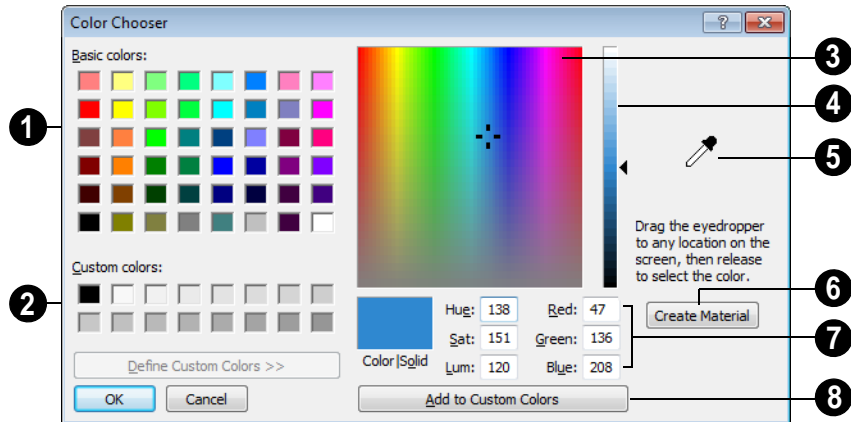 Color Chooser
?
Basic colors:
1
2
Custom colors:
Define Custom Colors >>
OK
Cancel
Color|Solid
Hue: 138
Sat: 151
Lum: 120
Red: 47
Green: 136
Blue: 208
Add to Custom Colors
3
4
5
Drag the eyedropper
to any location on the
screen, then release
to select the color.
6
Create Material
7
8